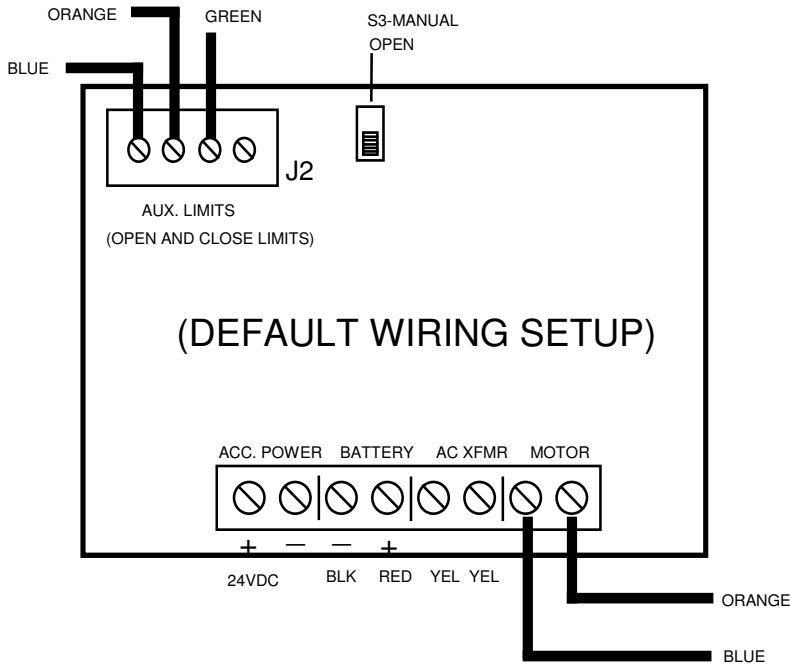 ORANGE
GREEN
S3-MANUAL
OPEN
BLUE
J2
AUX. LIMITS
(OPEN AND CLOSE LIMITS)
(DEFAULT WIRING SETUP)
ACC. POWER BATTERY AC XFMR MOTOR
+ — — +
24VDC BLK RED YEL YEL
ORANGE
BLUE